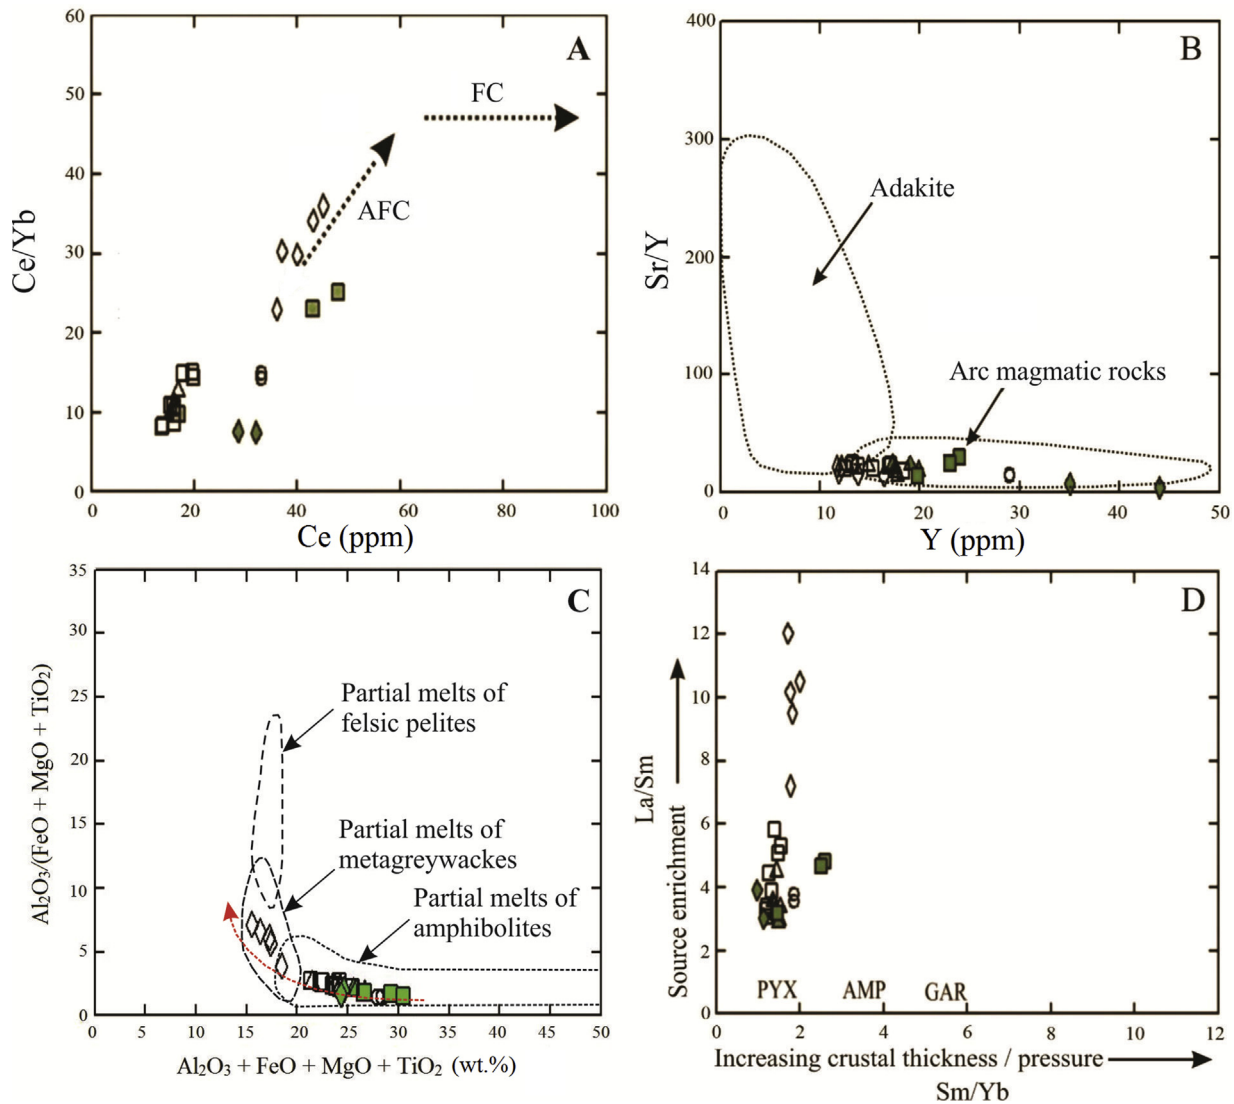 60
50
40
30
20
10
0
Ce/Yb
A
FC
AFC
0
20
40
60
80
100
Ce (ppm)
400
300
200
100
0
Sr/Y
B
Adakite
Arc magmatic rocks
0
10
20
30
40
50
Y (ppm)
35
30
25
20
15
10
5
0
Al₂O₃/(FeO + MgO + TiO₂)
C
Partial melts of
felsic pelites
Partial melts of
metagreywackes
Partial melts of
amphibolites
0
5
10
15
20
25
30
35
40
45
50
Al₂O₃ + FeO + MgO + TiO₂ (wt.%)
14
12
10
8
6
4
2
0
La/Sm
Source enrichment
D
PYX
AMP
GAR
0
2
4
6
8
10
12
Increasing crustal thickness / pressure
Sm/Yb